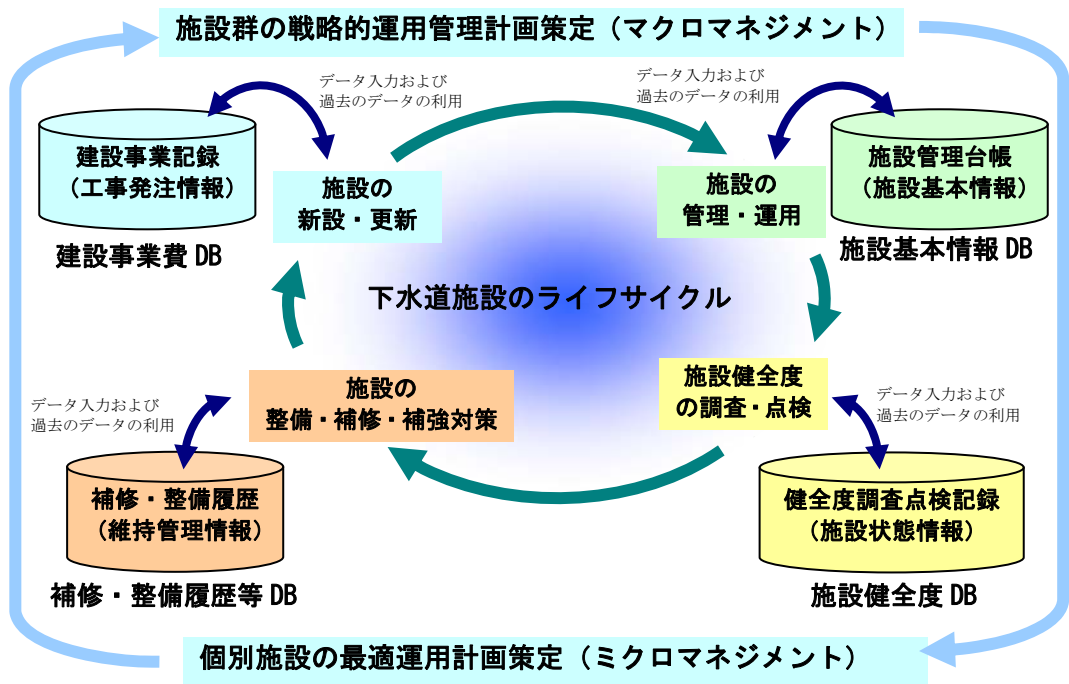 施設群の戦略的運用管理計画策定（マクロマネジメント）
データ入力および
過去のデータの利用
データ入力および
過去のデータの利用
建設事業記録
（工事発注情報）
建設事業費 DB
施設の
新設・更新
施設の
管理・運用
施設管理台帳
（施設基本情報）
施設基本情報 DB
下水道施設のライフサイクル
施設の
整備・補修・補強対策
施設健全度
の調査・点検
データ入力および
過去のデータの利用
データ入力および
過去のデータの利用
補修・整備履歴
（維持管理情報）
補修・整備履歴等 DB
健全度調査点検記録
（施設状態情報）
施設健全度 DB
個別施設の最適運用計画策定（ミクロマネジメント）